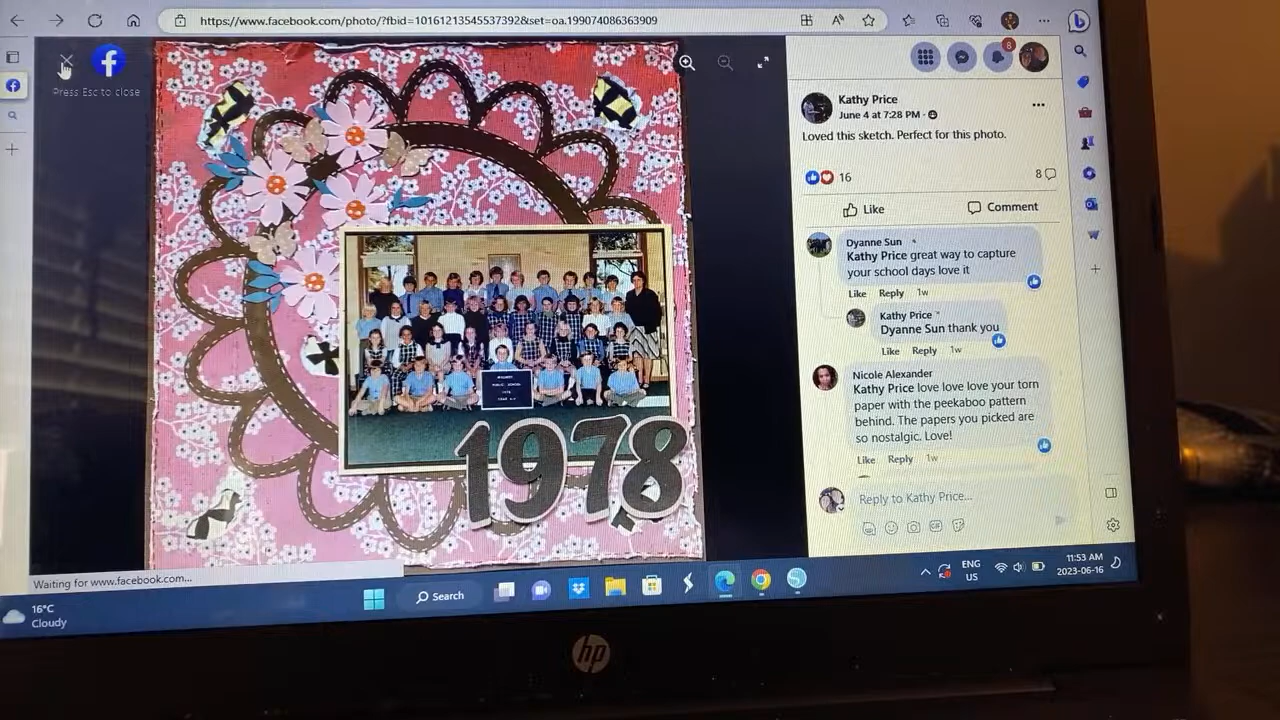 https://www.facebook.com/photo/?fbid=10161213545537392&set=oa.199074086363909
Press Esc to close
8
Kathy Price
June 4 at 7:28 PM ·
Loved this sketch. Perfect for this photo.
16
8
Like
Comment
Dyanne Sun
Kathy Price great way to capture
your school days love it
Like Reply 1w
Kathy Price
Dyanne Sun thank you
Like Reply 1w
Nicole Alexander
Kathy Price love love love your torn
paper with the peekaboo pattern
behind. The papers you picked are
so nostalgic. Love!
Like Reply 1w
Reply to Kathy Price...
GIF
PUBLIC SCHOOL
1978
1978
Waiting for www.facebook.com...
16°C
Cloudy
Search
ENG
US
11:53 AM
2023-06-16
hp